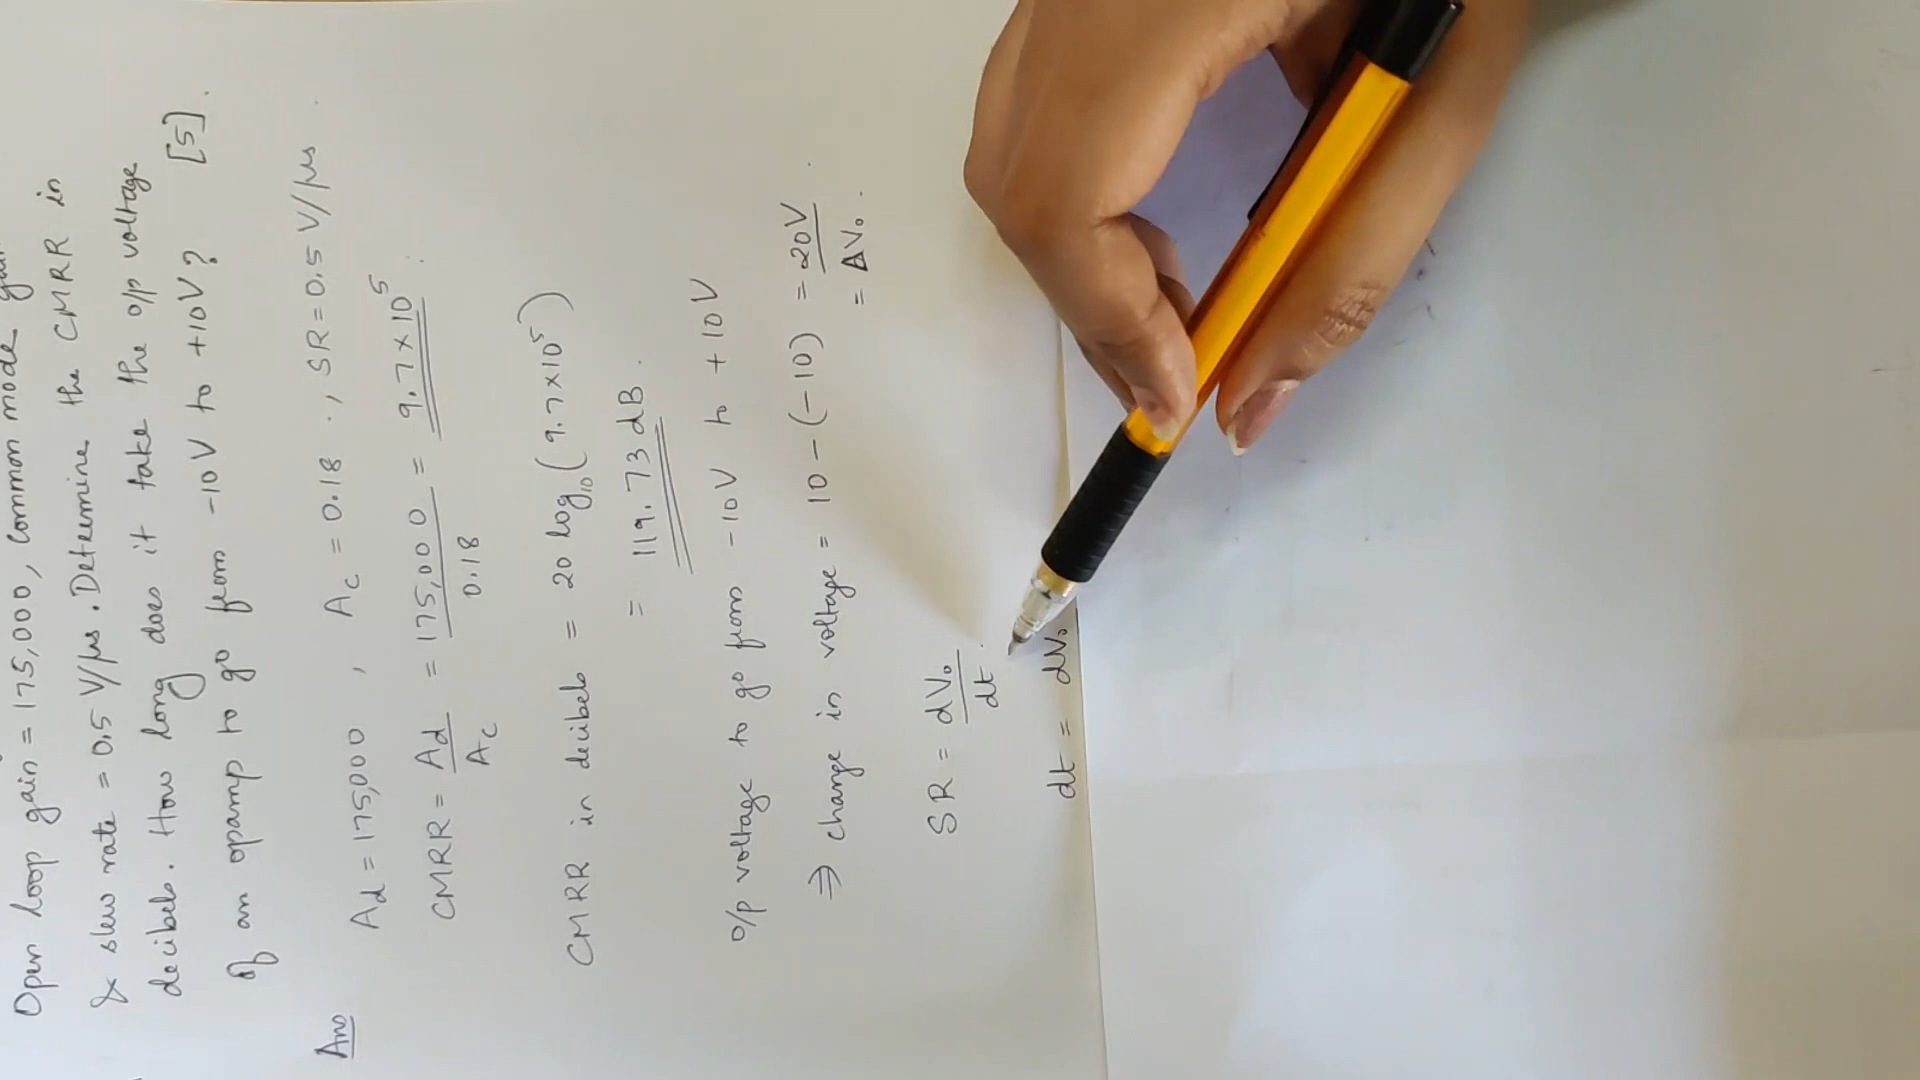 Open loop gain = 175,000, Common mode
& slew rate = 0.5 V/μs. Determine the CMRR in
decibels. How long does it take the o/p voltage
of an opamp to go from -10V to +10V? [5].
Ans
Ad = 175,000 , Ac = 0.18 ., SR = 0.5 V/μs.
CMRR = Ad/Ac = 175,000/0.18 = 9.7 × 10⁵.
CMRR in decibels = 20 log₁₀ (9.7×10⁵)
= 119.73 dB.
o/p voltage to go from -10V to +10V
⇒ change in voltage = 10 - (-10) = 20V.
= ΔVo.
SR = dVo/dt.
dt = dVo